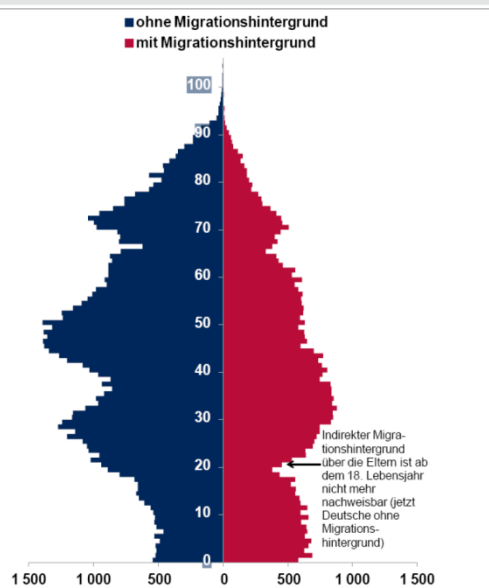 ohne Migrationshintergrund
mit Migrationshintergrund
100
90
80
70
60
50
40
30
20
10
0
Indirekter Migra-
tionshintergrund
über die Eltern ist ab
dem 18. Lebensjahr
nicht mehr
nachweisbar (jetzt
Deutsche ohne
Migrations-
hintergrund)
1 500 1 000 500 0 500 1 000 1 500